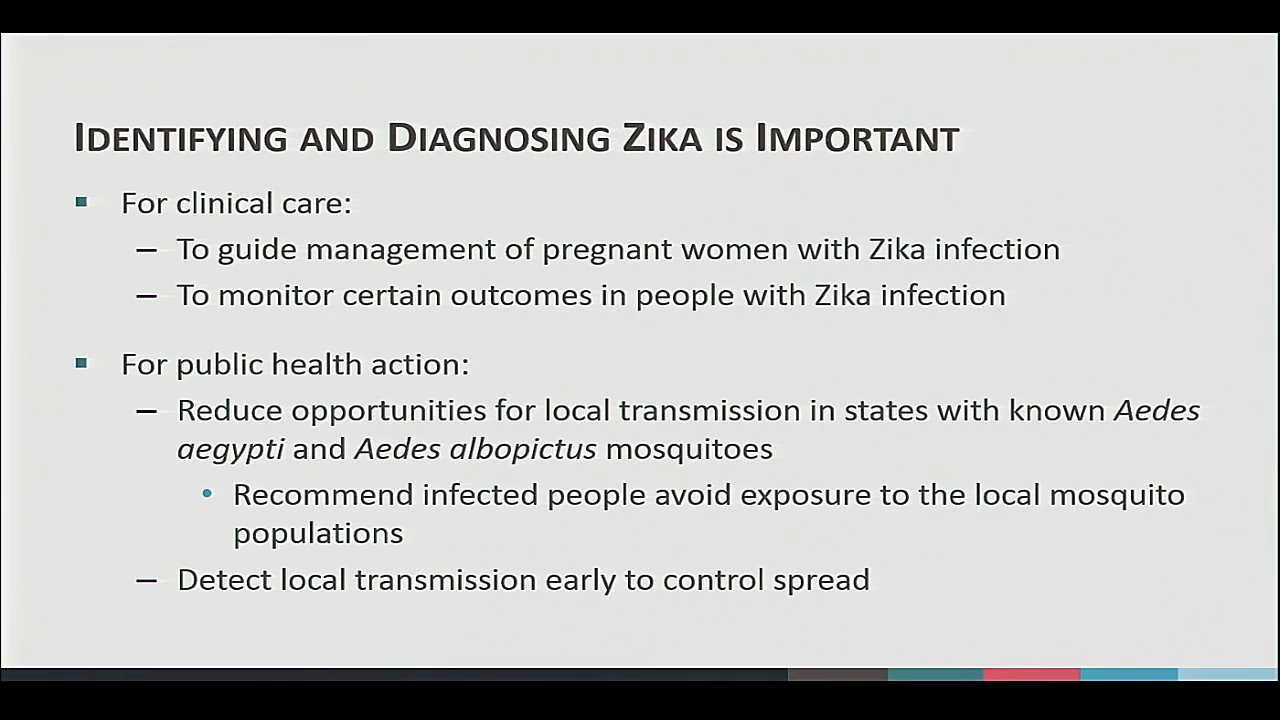 IDENTIFYING AND DIAGNOSING ZIKA IS IMPORTANT
For clinical care:
– To guide management of pregnant women with Zika infection
– To monitor certain outcomes in people with Zika infection
For public health action:
– Reduce opportunities for local transmission in states with known Aedes
aegypti and Aedes albopictus mosquitoes
• Recommend infected people avoid exposure to the local mosquito
populations
– Detect local transmission early to control spread